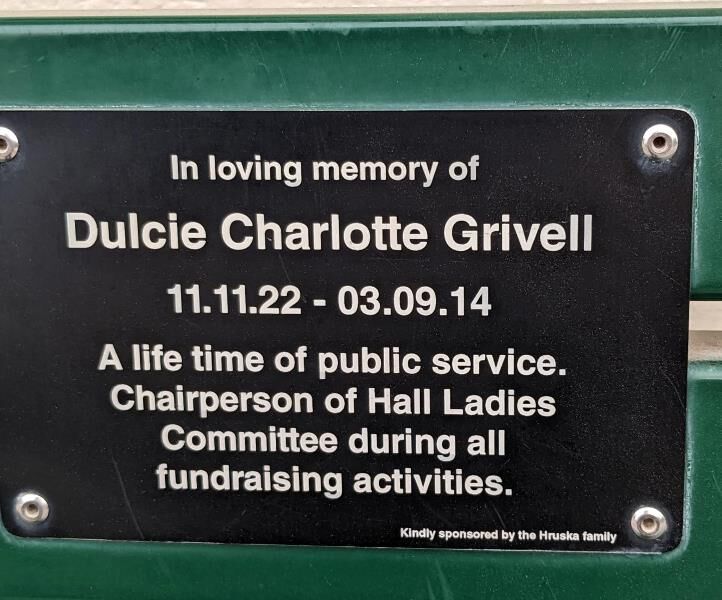 In loving memory of
Dulcie Charlotte Grivell
11.11.22 - 03.09.14
A life time of public service.
Chairperson of Hall Ladies
Committee during all
fundraising activities.
Kindly sponsored by the Hruska family